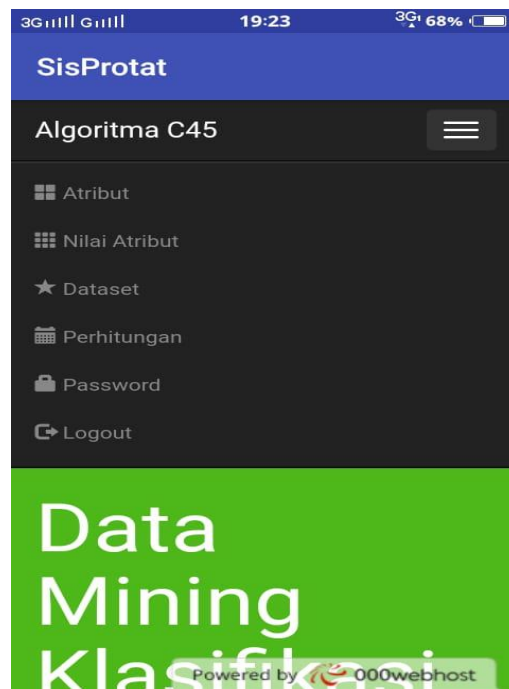 3G G 19:23 3G 68%
SisProtat
Algoritma C45
Atribut
Nilai Atribut
Dataset
Perhitungan
Password
Logout
Data
Mining
Klasifikasi
Powered by 000webhost